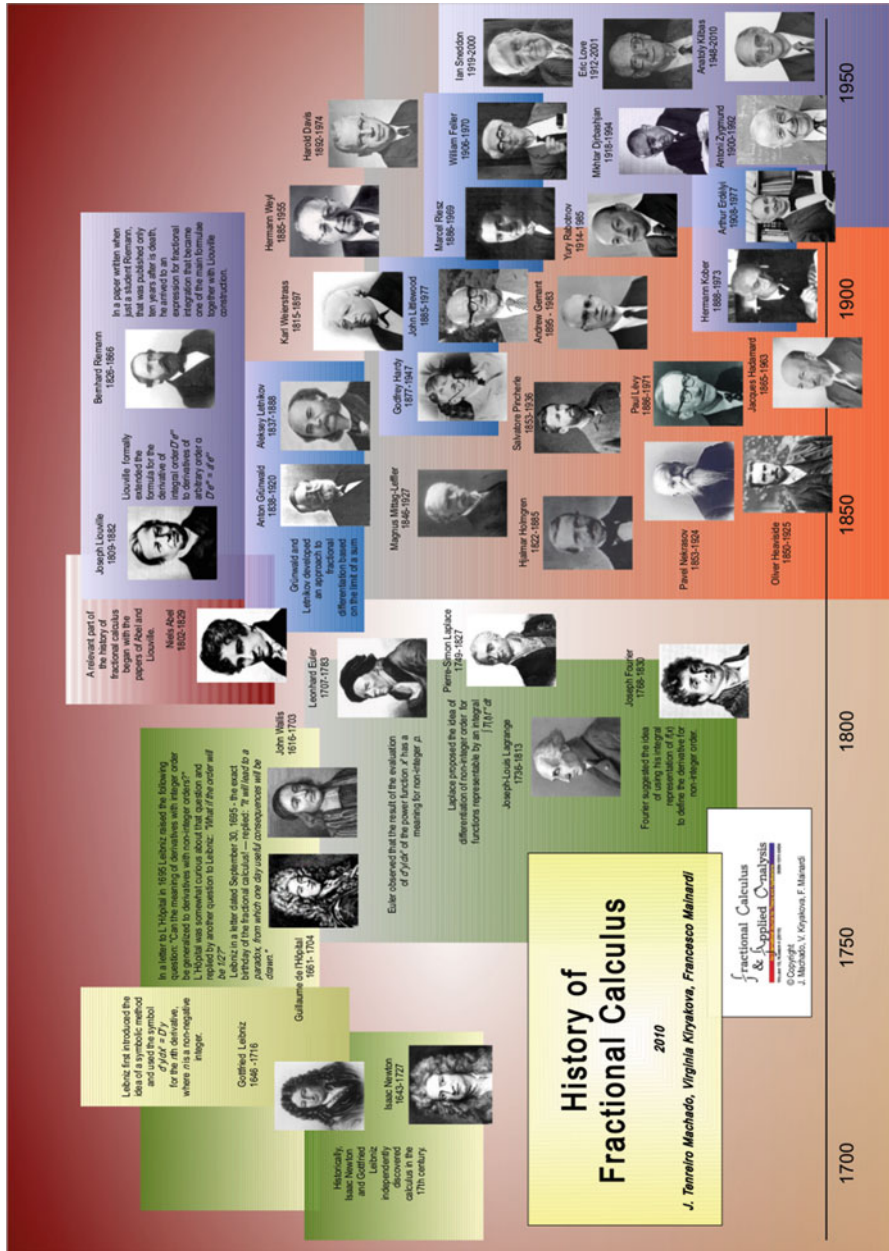 Leibniz first introduced the
idea of a symbolic method
and used the symbol
for the nth derivative,
where n is a non-negative
integer.
Gottfried Leibniz
1646 -1716
Historically,
Isaac Newton
and Gottfried
Leibniz
independently
discovered
calculus in the
17th century.
Isaac Newton
1643-1727
In a letter to L'Hôpital in 1695 Leibniz raised the following
question: "Can the meaning of derivatives with integer order
be generalized to derivatives with non-integer orders?"
L'Hôpital was somewhat curious about that question and
replied by another question to Leibniz: "What if the order will
be 1/2?"
Leibniz in a letter dated September 30, 1695 - the exact
birthday of the fractional calculus! — replied: "It will lead to a
paradox, from which one day useful consequences will be
drawn."
Guillaume de l'Hôpital
1661- 1704
John Wallis
1616-1703
Euler observed that the result of the evaluation
of the power function has a
meaning for non-integer p.
Leonhard Euler
1707-1783
Laplace proposed the idea of
differentiation of non-integer order for
functions representable by an integral
Pierre-Simon Laplace
1749-1827
Joseph-Louis Lagrange
1736-1813
Fourier suggested the idea
of using his integral
representation of f(x)
to define the derivative for
non-integer order.
Joseph Fourier
1768-1830
A relevant part of
the history of
fractional calculus
began with the
papers of Abel and
Liouville.
Niels Abel
1802-1829
Joseph Liouville
1809-1882
Liouville formally
extended the
formula for the
derivative of
integral order
to derivatives of
arbitrary order α
Bernhard Riemann
1826-1866
In a paper written when
just a student Riemann,
that was published only
ten years after is death,
he arrived to an
expression for fractional
integration that became
one of the main formulae
together with Liouville
construction.
Grünwald and
Letnikov developed
an approach to
fractional
differentiation based
on the limit of a sum
Anton Grünwald
1838-1920
Aleksey Letnikov
1837-1888
Karl Weierstrass
1815-1897
Hermann Weyl
1885-1955
Harold Davis
1892-1974
Magnus Mittag-Leffler
1846-1927
Godfrey Hardy
1877-1947
John Littlewood
1885-1977
Marcel Riesz
1886-1969
William Feller
1906-1970
Ian Sneddon
1919-2000
Hjalmar Holmgren
1822-1885
Salvatore Pincherle
1853-1936
Andrew Gemant
1895 - 1983
Yury Rabotnov
1914-1985
Mkhitar Djrbashjan
1918-1994
Eric Love
1912-2001
Pavel Nekrasov
1853-1924
Paul Lévy
1886-1971
Oliver Heaviside
1850-1925
Jacques Hadamard
1865-1963
Hermann Kober
1888-1973
Arthur Erdélyi
1908-1977
Antoni Zygmund
1900-1992
Anatoly Kilbas
1948-2010
History of
Fractional Calculus
2010
J. Tenreiro Machado, Virginia Kiryakova, Francesco Mainardi
Fractional Calculus
& Applied Analysis
© Copyright
J. Machado, V. Kiryakova, F. Mainardi
1700
1750
1800
1850
1900
1950